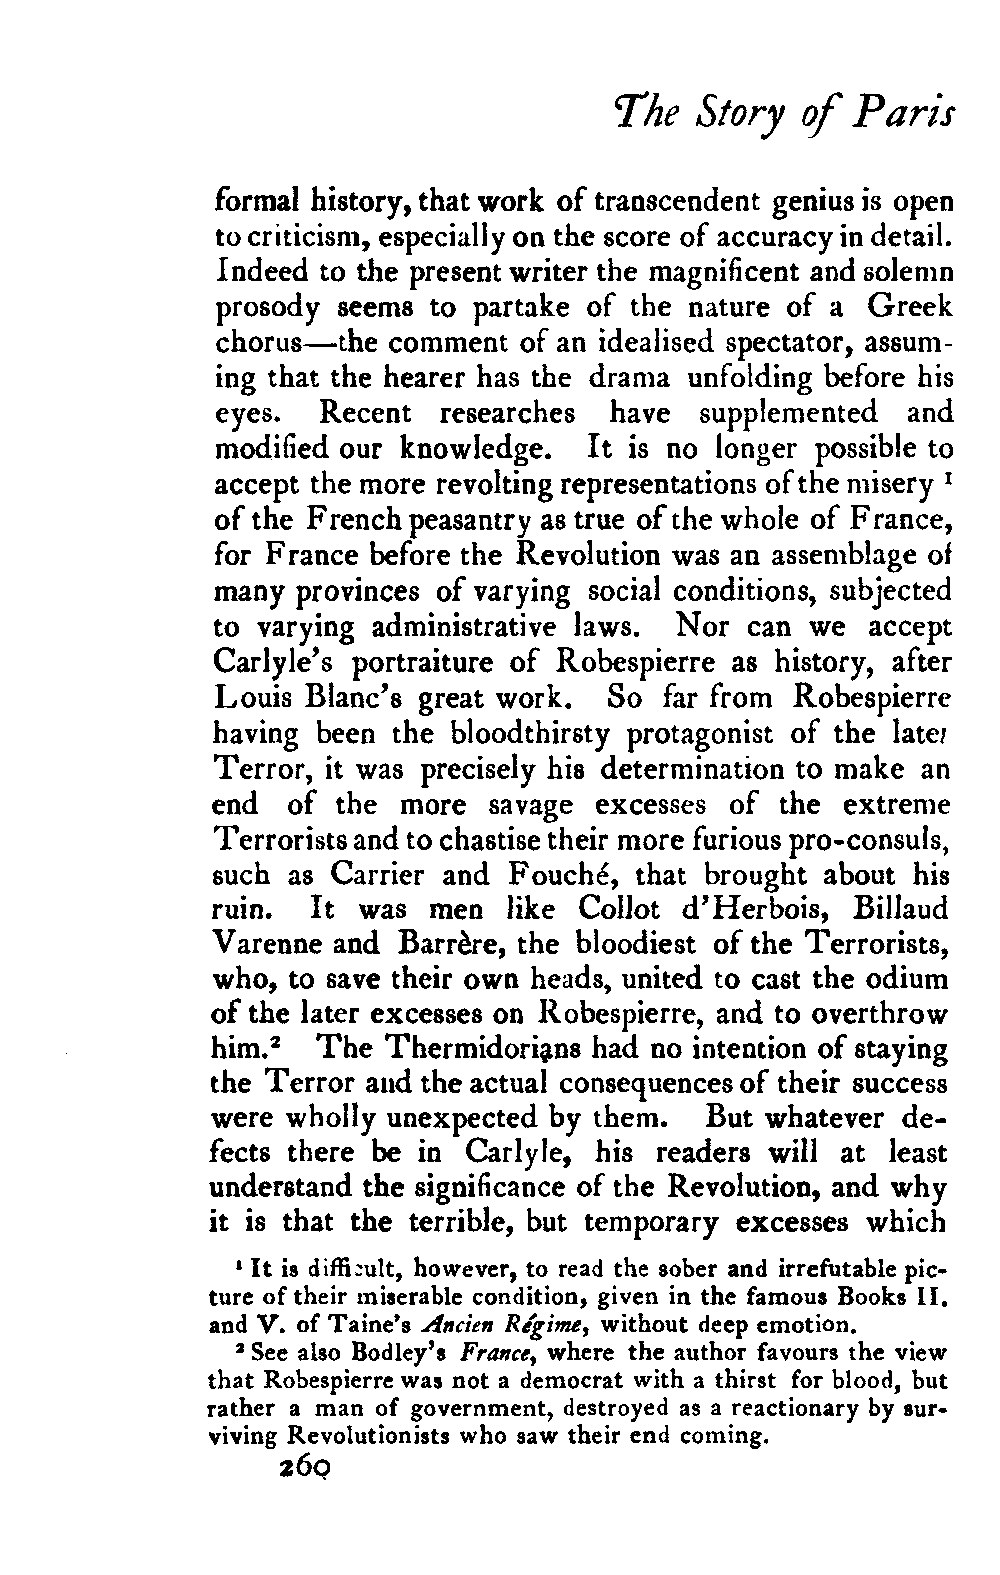 The Story of Paris
formal history, that work of transcendent genius is open
to criticism, especially on the score of accuracy in detail.
Indeed to the present writer the magnificent and solemn
prosody seems to partake of the nature of a Greek
chorus—the comment of an idealised spectator, assum-
ing that the hearer has the drama unfolding before his
eyes. Recent researches have supplemented and
modified our knowledge. It is no longer possible to
accept the more revolting representations of the misery ¹
of the French peasantry as true of the whole of France,
for France before the Revolution was an assemblage of
many provinces of varying social conditions, subjected
to varying administrative laws. Nor can we accept
Carlyle's portraiture of Robespierre as history, after
Louis Blanc's great work. So far from Robespierre
having been the bloodthirsty protagonist of the later
Terror, it was precisely his determination to make an
end of the more savage excesses of the extreme
Terrorists and to chastise their more furious pro-consuls,
such as Carrier and Fouché, that brought about his
ruin. It was men like Collot d'Herbois, Billaud
Varenne and Barrère, the bloodiest of the Terrorists,
who, to save their own heads, united to cast the odium
of the later excesses on Robespierre, and to overthrow
him.² The Thermidorians had no intention of staying
the Terror and the actual consequences of their success
were wholly unexpected by them. But whatever de-
fects there be in Carlyle, his readers will at least
understand the significance of the Revolution, and why
it is that the terrible, but temporary excesses which
¹ It is difficult, however, to read the sober and irrefutable pic-
ture of their miserable condition, given in the famous Books II.
and V. of Taine's Ancien Régime, without deep emotion.
² See also Bodley's France, where the author favours the view
that Robespierre was not a democrat with a thirst for blood, but
rather a man of government, destroyed as a reactionary by sur-
viving Revolutionists who saw their end coming.
260